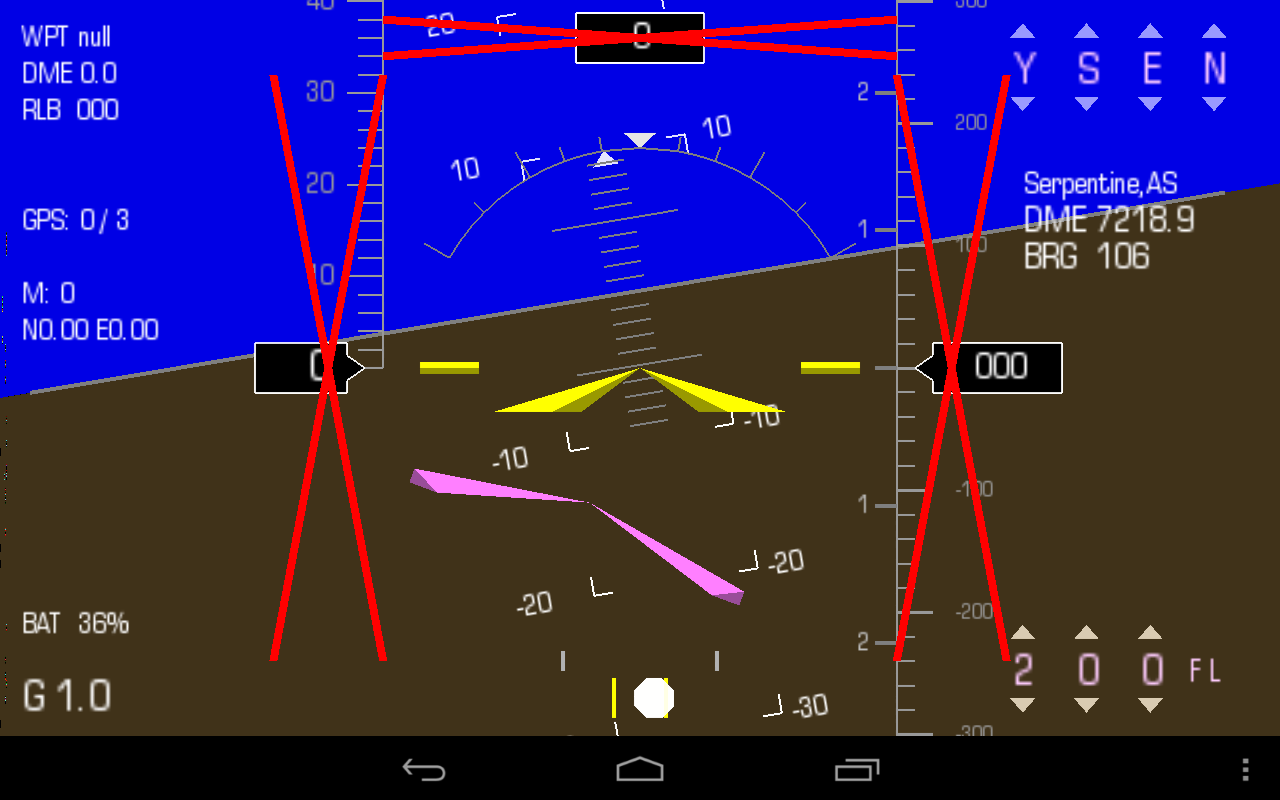 WPT null
DME 0.0
RLB 000
GPS: 0 / 3
M: 0
N0.00 E0.00
BAT 36%
G 1.0
40
30
20
10
0
20
0
10
10
-10
-10
-20
-20
-30
2
1
1
2
300
200
100
000
-100
-200
-300
Y S E N
Serpentine,AS
DME 7218.9
BRG 106
2 0 0 FL